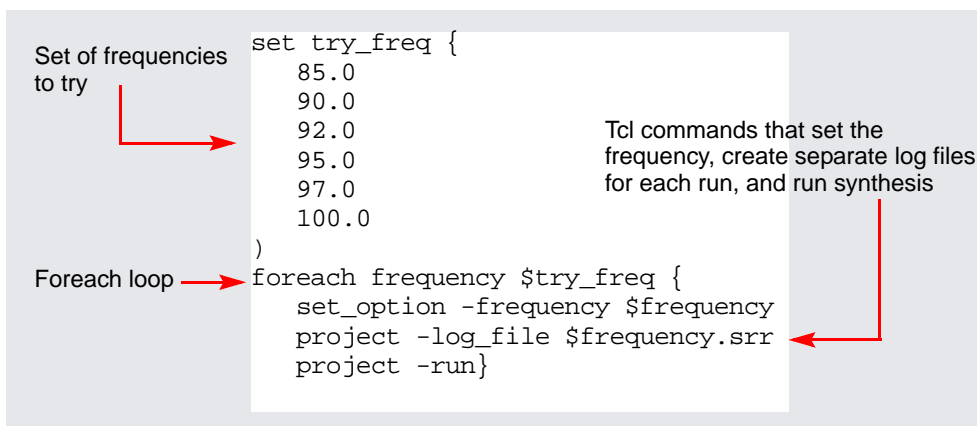 Set of frequencies
to try
set try_freq {
85.0
90.0
92.0
95.0
97.0
100.0
)
Tcl commands that set the
frequency, create separate log files
for each run, and run synthesis
Foreach loop
foreach frequency $try_freq {
set_option -frequency $frequency
project -log_file $frequency.srr
project -run}